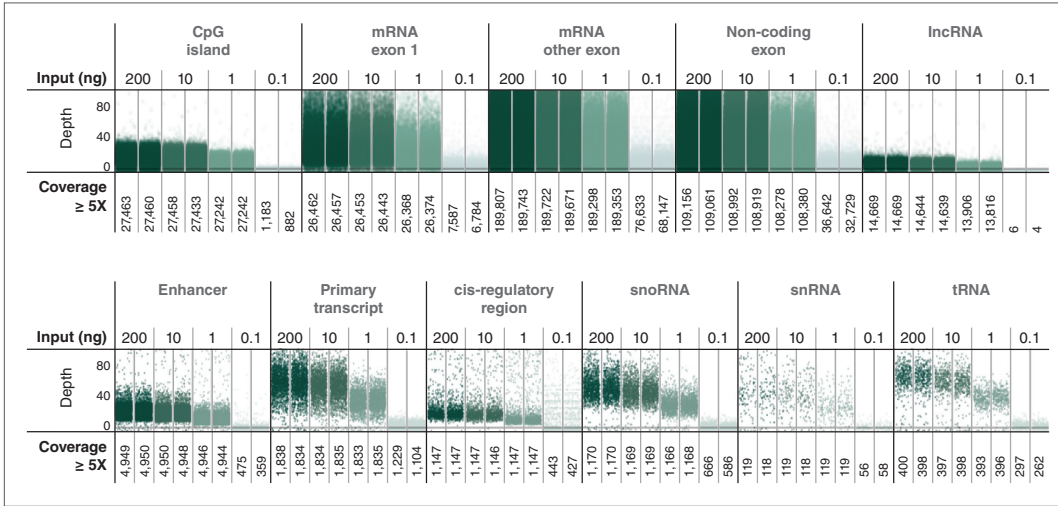 CpG island
mRNA exon 1
mRNA other exon
Non-coding exon
lncRNA
Input (ng) 200 10 1 0.1 200 10 1 0.1 200 10 1 0.1 200 10 1 0.1 200 10 1 0.1
Depth
80
40
0
Coverage ≥ 5X
27,463 27,460 27,458 27,433 27,242 27,242 1,183 882 26,462 26,457 26,453 26,443 26,368 26,374 7,587 6,784 189,807 189,743 189,722 189,671 189,298 189,353 76,633 68,147 109,156 109,061 108,992 108,919 108,278 108,380 36,642 32,729 14,669 14,669 14,644 14,639 13,906 13,816 6 4
Enhancer
Primary transcript
cis-regulatory region
snoRNA
snRNA
tRNA
Input (ng) 200 10 1 0.1 200 10 1 0.1 200 10 1 0.1 200 10 1 0.1 200 10 1 0.1 200 10 1 0.1
Depth
80
40
0
Coverage ≥ 5X
4,949 4,950 4,950 4,948 4,946 4,944 475 359 1,838 1,834 1,834 1,835 1,833 1,835 1,229 1,104 1,147 1,147 1,147 1,146 1,147 1,147 443 427 1,170 1,170 1,169 1,169 1,166 1,168 666 586 119 118 119 118 119 119 56 58 400 398 397 398 393 396 297 262